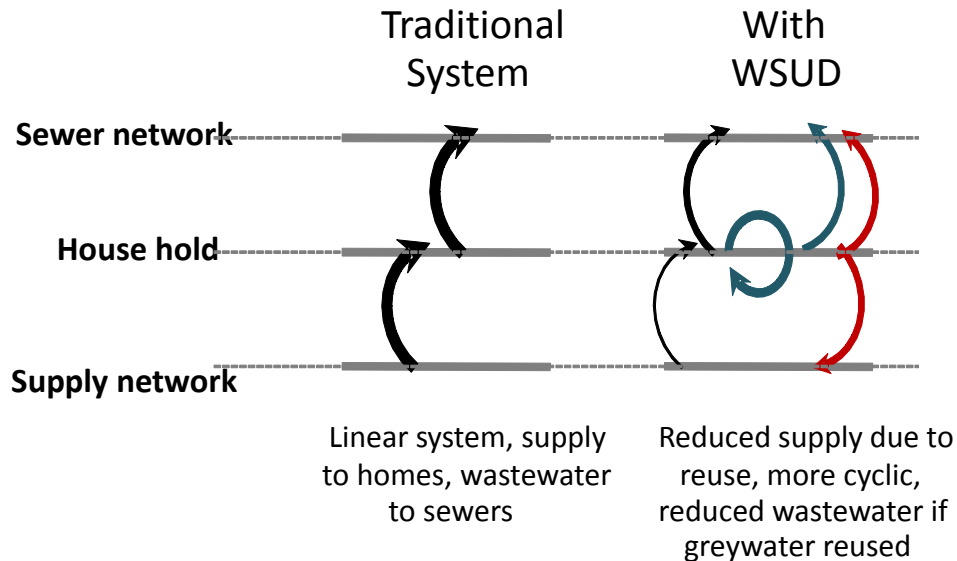 Traditional
System
With
WSUD
Sewer network
House hold
Supply network
Linear system, supply
to homes, wastewater
to sewers
Reduced supply due to
reuse, more cyclic,
reduced wastewater if
greywater reused